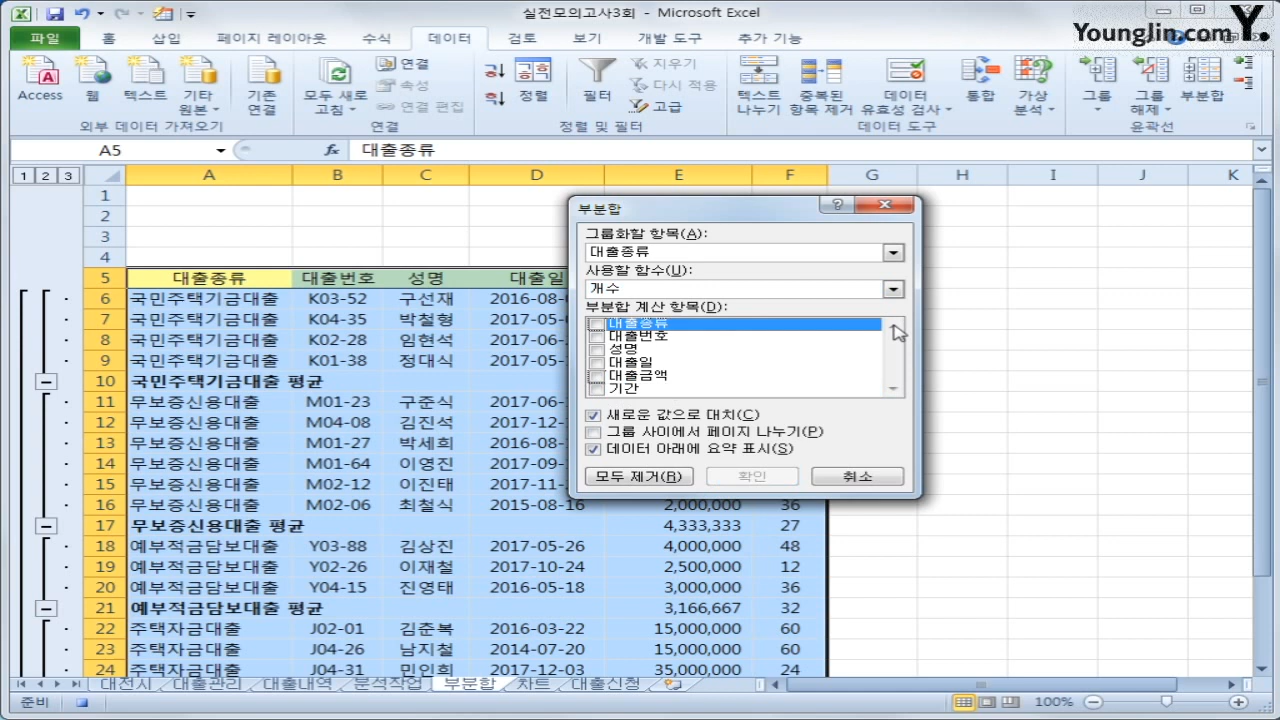 실전모의고사3회 - Microsoft Excel
YoungJin.com Y.
파일 홈 삽입 페이지 레이아웃 수식 데이터 검토 보기 개발 도구 추가 기능
Access 웹 텍스트 기타 원본 기존 연결 모두 새로 고침 연결 속성 연결 편집 정렬 필터 지우기 다시 적용 고급 텍스트 나누기 중복된 항목 제거 데이터 유효성 검사 통합 가상 분석 그룹 그룹 해제 부분합
외부 데이터 가져오기 연결 정렬 및 필터 데이터 도구 윤곽선
A5 fx 대출종류
1 2 3 A B C D E F G H I J K
1
2
3
4
5 대출종류 대출번호 성명 대출일
6 국민주택기금대출 K03-52 구선재 2016-08-
7 국민주택기금대출 K04-35 박철형 2017-05-
8 국민주택기금대출 K02-28 임현석 2017-06-
9 국민주택기금대출 K01-38 정대식 2017-05-
10 국민주택기금대출 평균
11 무보증신용대출 M01-23 구준식 2017-06-
12 무보증신용대출 M04-08 김진석 2017-12-
13 무보증신용대출 M01-27 박세희 2016-08-
14 무보증신용대출 M01-64 이영진 2017-09-
15 무보증신용대출 M02-12 이진태 2017-11-
16 무보증신용대출 M02-06 최철식 2015-08-16 2,000,000 36
17 무보증신용대출 평균 4,333,333 27
18 예부적금담보대출 Y03-88 김상진 2017-05-26 4,000,000 48
19 예부적금담보대출 Y02-26 이재철 2017-10-24 2,500,000 12
20 예부적금담보대출 Y04-15 진영태 2016-05-18 3,000,000 36
21 예부적금담보대출 평균 3,166,667 32
22 주택자금대출 J02-01 김춘복 2016-03-22 15,000,000 60
23 주택자금대출 J04-26 남지철 2014-07-20 15,000,000 60
24 주택자금대출 J04-31 민인희 2017-12-03 35,000,000 24
부분합
그룹화할 항목(A):
대출종류
사용할 함수(U):
개수
부분합 계산 항목(D):
대출종류
대출번호
성명
대출일
대출금액
기간
새로운 값으로 대치(C)
그룹 사이에서 페이지 나누기(P)
데이터 아래에 요약 표시(S)
모두 제거(R) 확인 취소
대전시 대출관리 대출내역 분석작업 부분합 차트 대출신청
준비 100%